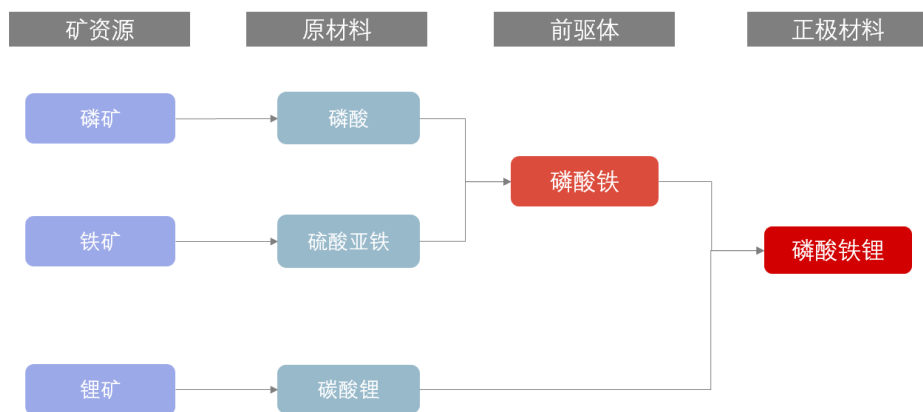 矿资源
原材料
前驱体
正极材料
磷矿
磷酸
磷酸铁
铁矿
硫酸亚铁
磷酸铁锂
锂矿
碳酸锂